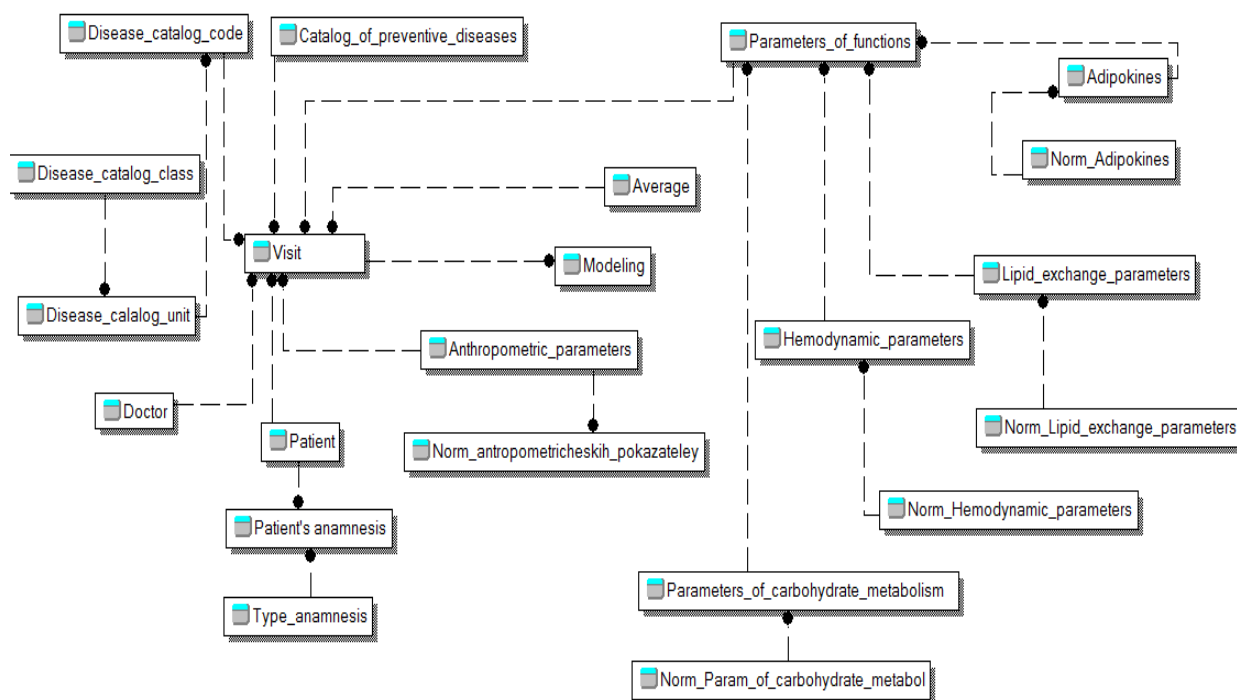 Disease_catalog_code
Catalog_of_preventive_diseases
Parameters_of_functions
Adipokines
Norm_Adipokines
Disease_catalog_class
Average
Visit
Modeling
Lipid_exchange_parameters
Disease_calalog_unit
Hemodynamic_parameters
Anthropometric_parameters
Doctor
Norm_Lipid_exchange_parameters
Patient
Norm_antropometricheskih_pokazateley
Norm_Hemodynamic_parameters
Patient's anamnesis
Parameters_of_carbohydrate_metabolism
Type_anamnesis
Norm_Param_of_carbohydrate_metabol